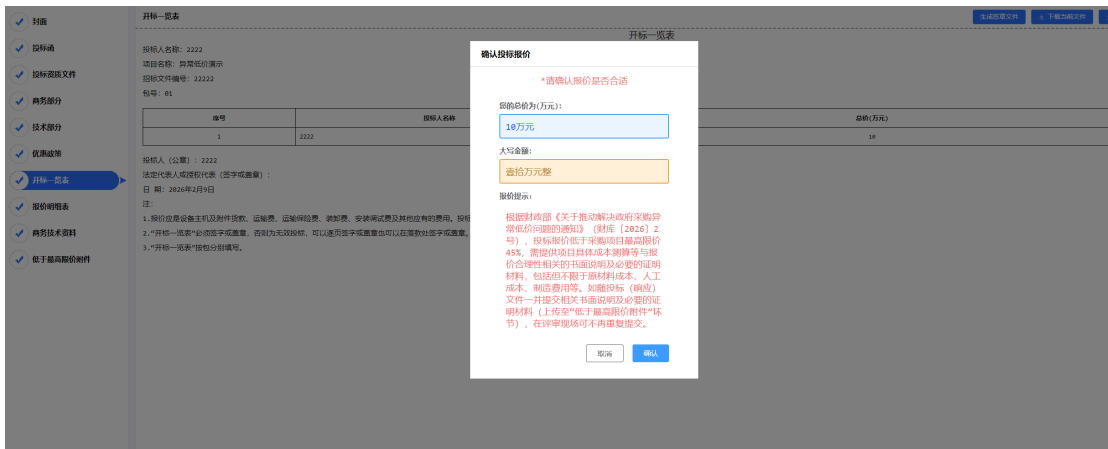 封面
投标函
投标资质文件
商务部分
技术部分
优惠政策
开标一览表
报价明细表
商务技术资料
低于最高限价附件
开标一览表
生成签章文件
下载当前文件
开标一览表
投标人名称: 2222
项目名称: 异常低价演示
招标文件编号: 22222
包号: 01
序号 投标人名称 总价(万元)
1 2222 10
投标人（公章）: 2222
法定代表人或授权代表（签字或盖章）:
日 期: 2026年2月9日
注:
1.报价应是设备主机及附件货款、运输费、运输保险费、装卸费、安装调试费及其他应有的费用。投标
2."开标一览表"必须签字或盖章，否则为无效投标，可以逐页签字或盖章也可以在落款处签字或盖章。
3."开标一览表"按包分别填写。
确认投标报价
*请确认报价是否合适
您的总价为(万元):
10万元
大写金额:
壹拾万元整
报价提示:
根据财政部《关于推动解决政府采购异
常低价问题的通知》（财库〔2026〕2
号），投标报价低于采购项目最高限价
45%，需提供项目具体成本测算等与报
价合理性相关的书面说明及必要的证明
材料，包括但不限于原材料成本、人工
成本、制造费用等。如随投标（响应）
文件一并提交相关书面说明及必要的证
明材料（上传至"低于最高限价附件"环
节），在评审现场可不再重复提交。
取消
确认